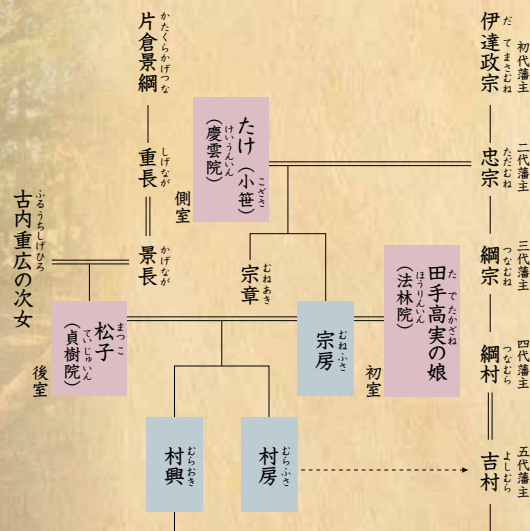 初代藩主
伊達政宗
だてまさむね
二代藩主
忠宗
ただむね
三代藩主
綱宗
つなむね
四代藩主
綱村
つなむら
五代藩主
吉村
よしむら
田手高実の娘
たでたかざね
(法林院)
ほうりんいん
初室
宗房
むねふさ
村房
むらふさ
宗章
むねあき
たけ(小笹)
こざさ
(慶雲院)
けいうんいん
側室
村興
むらおき
片倉景綱
かたくらかげつな
重長
しげなが
景長
かげなが
松子
まつこ
(貞樹院)
ていじゅいん
後室
古内重広の次女
ふるうちしげひろ